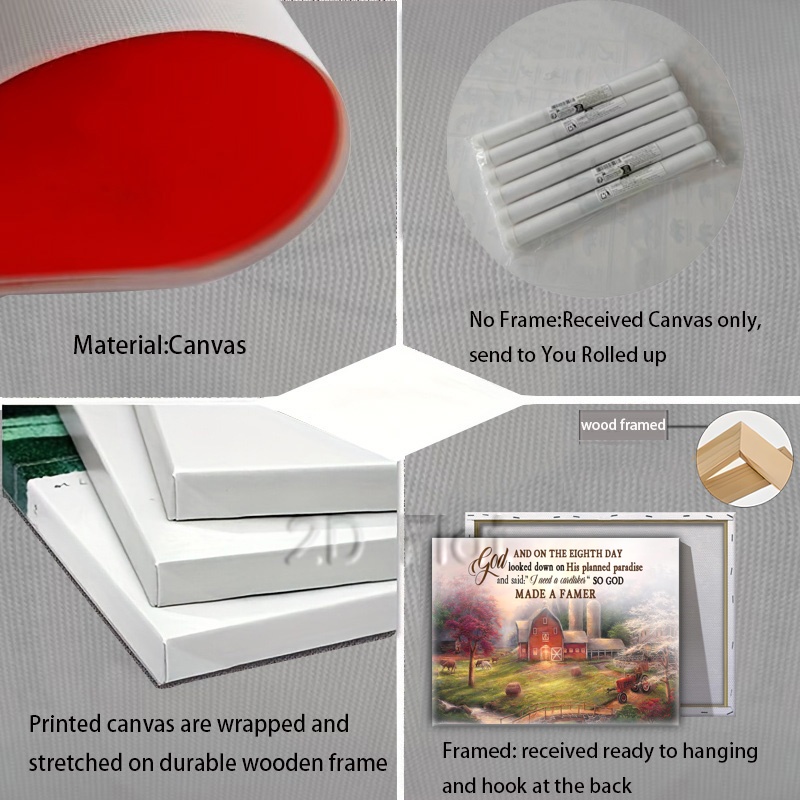 Material:Canvas
No Frame:Received Canvas only,
send to You Rolled up
wood framed
God AND ON THE EIGHTH DAY
looked down on His planned paradise
and said:" I need a caretaker" SO GOD
MADE A FAMER
Printed canvas are wrapped and
stretched on durable wooden frame
Framed: received ready to hanging
and hook at the back